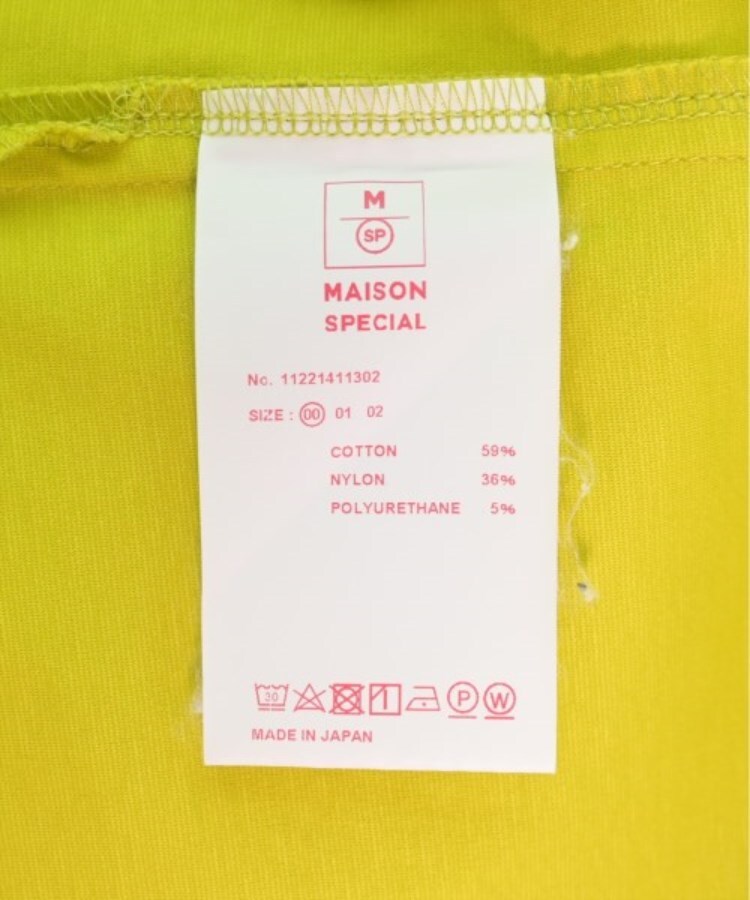 M
SP
MAISON
SPECIAL
No. 11221411302
SIZE : 00 01 02
COTTON 59%
NYLON 36%
POLYURETHANE 5%
30 P W
MADE IN JAPAN